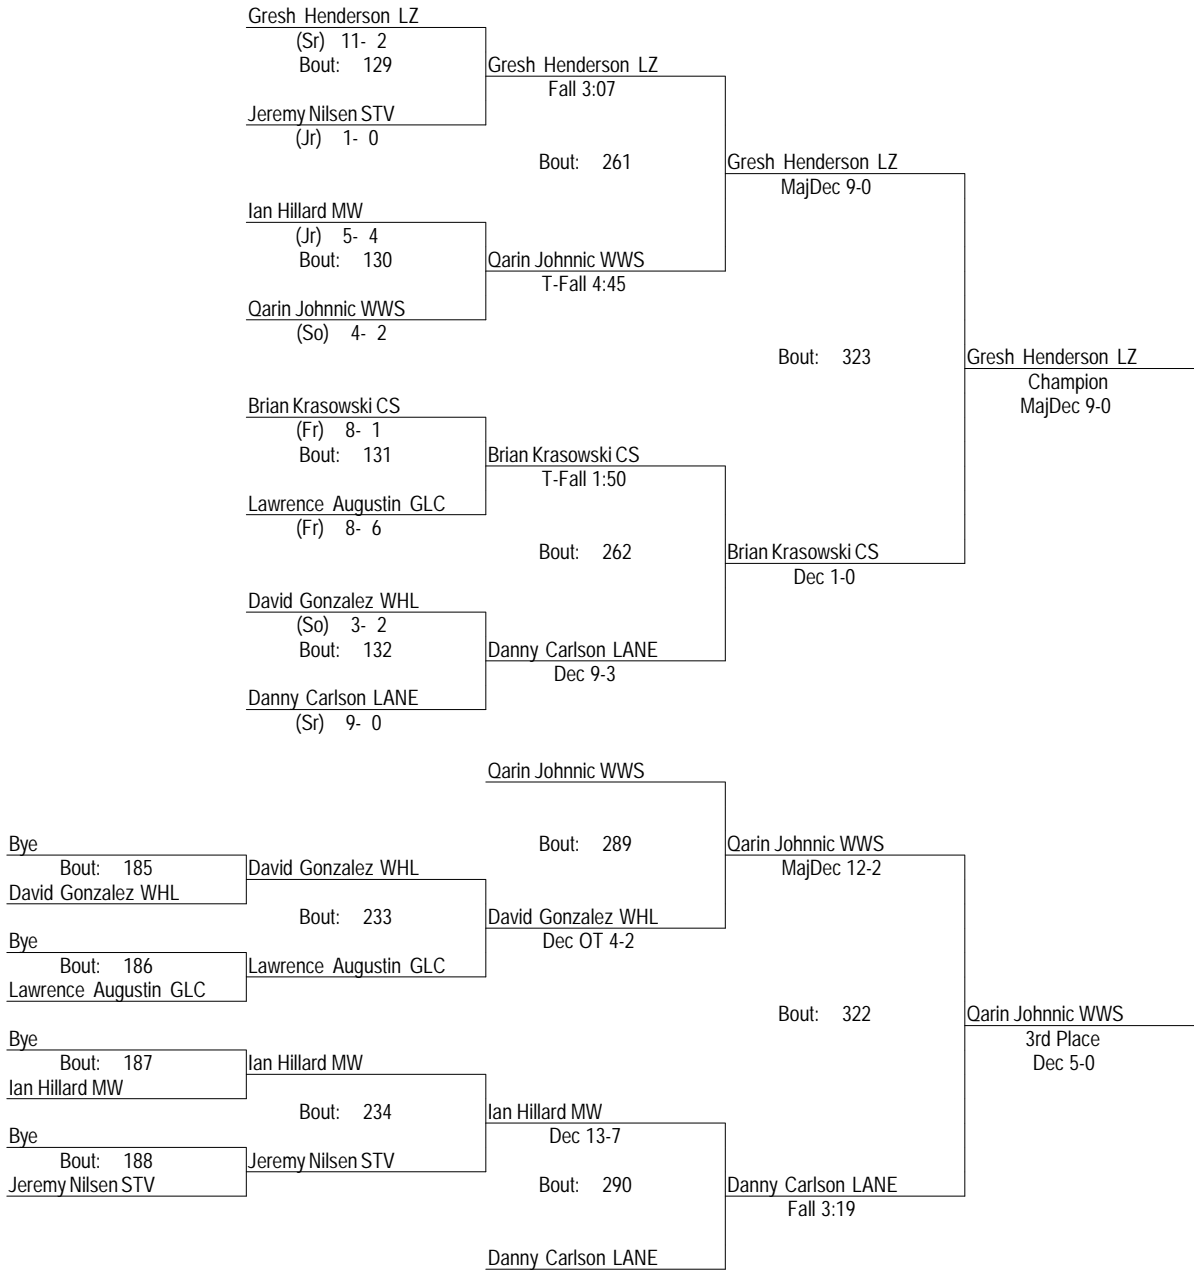 Gresh Henderson LZ
(Sr) 11- 2
Bout: 129
Gresh Henderson LZ
Fall 3:07
Jeremy Nilsen STV
(Jr) 1- 0
Bout: 261
Gresh Henderson LZ
MajDec 9-0
Ian Hillard MW
(Jr) 5- 4
Bout: 130
Qarin Johnnic WWS
T-Fall 4:45
Qarin Johnnic WWS
(So) 4- 2
Bout: 323
Gresh Henderson LZ
Champion
MajDec 9-0
Brian Krasowski CS
(Fr) 8- 1
Bout: 131
Brian Krasowski CS
T-Fall 1:50
Lawrence Augustin GLC
(Fr) 8- 6
Bout: 262
Brian Krasowski CS
Dec 1-0
David Gonzalez WHL
(So) 3- 2
Bout: 132
Danny Carlson LANE
Dec 9-3
Danny Carlson LANE
(Sr) 9- 0
Qarin Johnnic WWS
Bye
Bout: 289
Qarin Johnnic WWS
MajDec 12-2
Bout: 185
David Gonzalez WHL
David Gonzalez WHL
Bout: 233
David Gonzalez WHL
Dec OT 4-2
Bye
Bout: 186
Lawrence Augustin GLC
Lawrence Augustin GLC
Bout: 322
Qarin Johnnic WWS
3rd Place
Dec 5-0
Bye
Bout: 187
Ian Hillard MW
Ian Hillard MW
Bout: 234
Ian Hillard MW
Dec 13-7
Bye
Bout: 188
Jeremy Nilsen STV
Jeremy Nilsen STV
Bout: 290
Danny Carlson LANE
Fall 3:19
Danny Carlson LANE